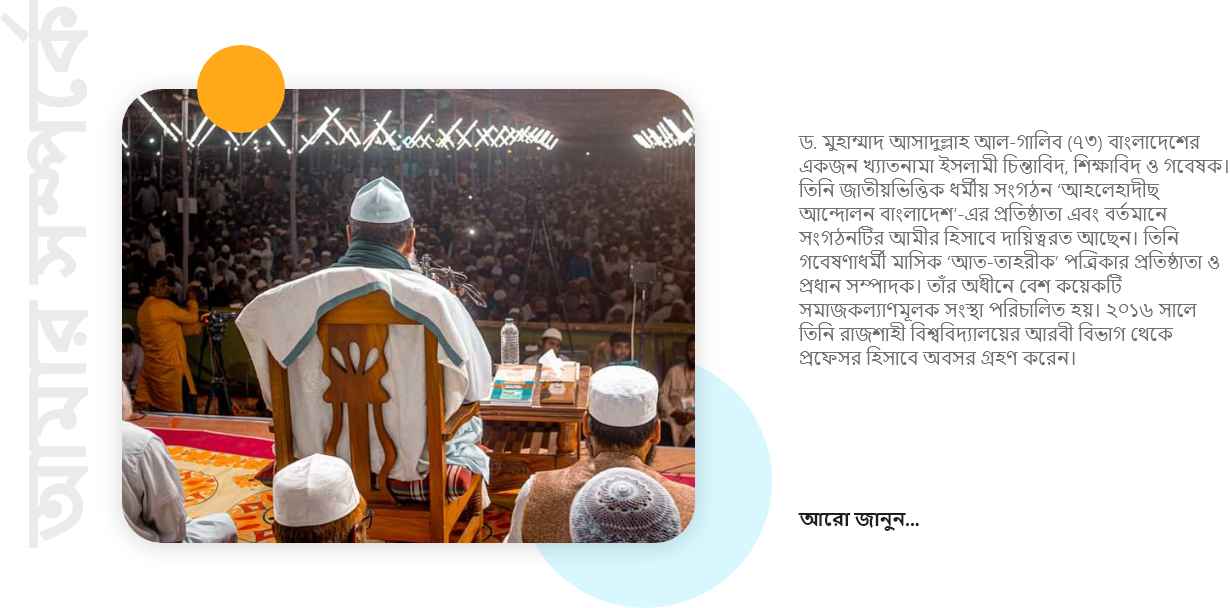 আমার সম্পর্কে
ড. মুহাম্মাদ আসাদুল্লাহ আল-গালিব (৭৩) বাংলাদেশের
একজন খ্যাতনামা ইসলামী চিন্তাবিদ, শিক্ষাবিদ ও গবেষক।
তিনি জাতীয়ভিত্তিক ধর্মীয় সংগঠন ‘আহলেহাদীছ
আন্দোলন বাংলাদেশ’-এর প্রতিষ্ঠাতা এবং বর্তমানে
সংগঠনটির আমীর হিসাবে দায়িত্বরত আছেন। তিনি
গবেষণাধর্মী মাসিক ‘আত-তাহরীক’ পত্রিকার প্রতিষ্ঠাতা ও
প্রধান সম্পাদক। তাঁর অধীনে বেশ কয়েকটি
সমাজকল্যাণমূলক সংস্থা পরিচালিত হয়। ২০১৬ সালে
তিনি রাজশাহী বিশ্ববিদ্যালয়ের আরবী বিভাগ থেকে
প্রফেসর হিসাবে অবসর গ্রহণ করেন।
আরো জানুন...